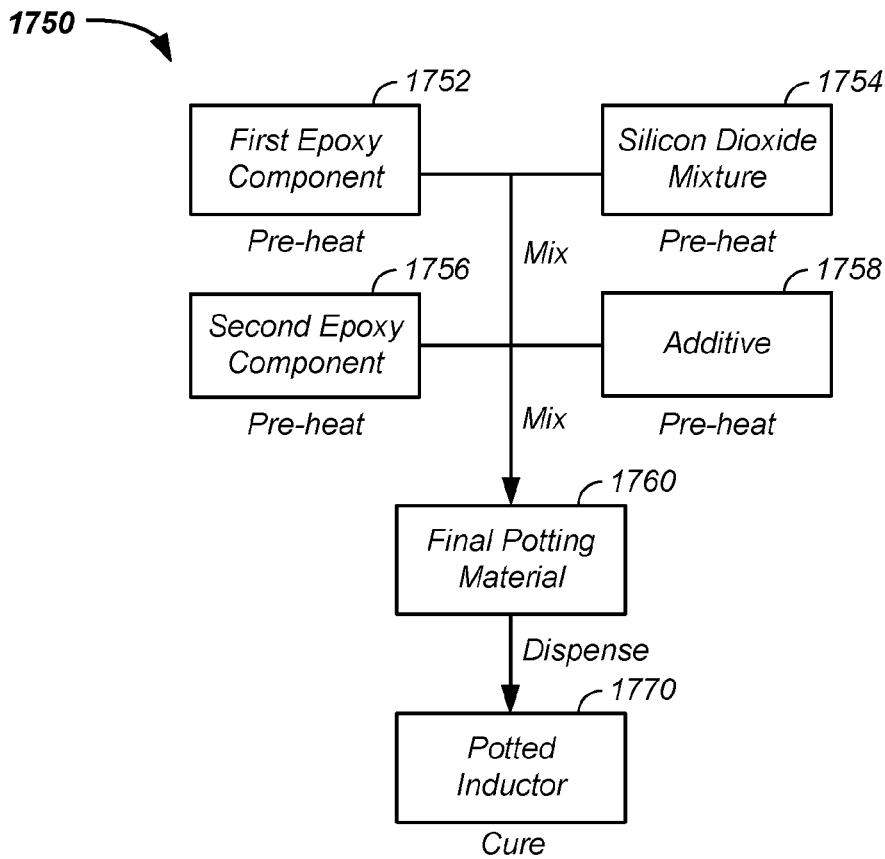 1750
1752
First Epoxy
Component
Pre-heat
1754
Silicon Dioxide
Mixture
Pre-heat
Mix
1756
Second Epoxy
Component
Pre-heat
1758
Additive
Pre-heat
Mix
1760
Final Potting
Material
Dispense
1770
Potted
Inductor
Cure